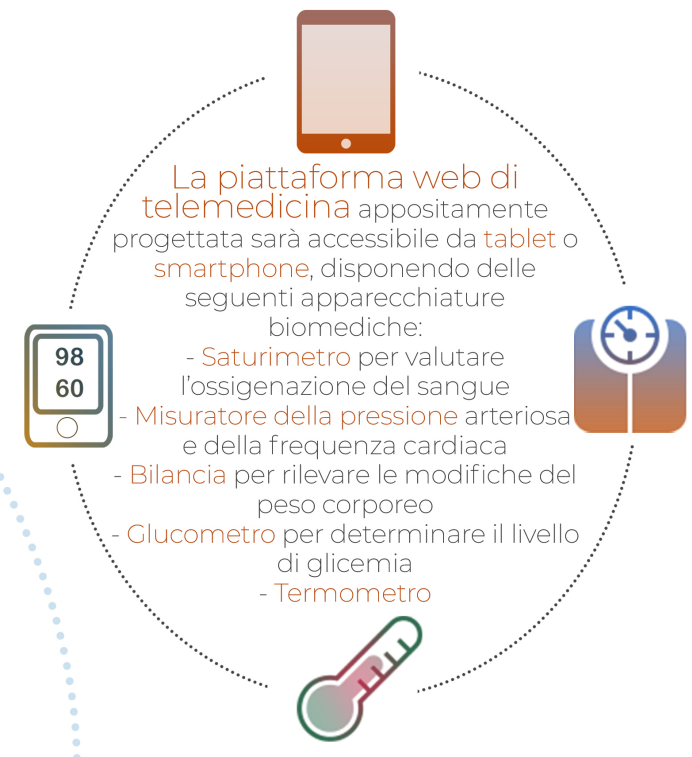 La piattaforma web di
telemedicina appositamente
progettata sarà accessibile da tablet o
smartphone, disponendo delle
seguenti apparecchiature
biomediche:
- Saturimetro per valutare
l'ossigenazione del sangue
- Misuratore della pressione arteriosa
e della frequenza cardiaca
- Bilancia per rilevare le modifiche del
peso corporeo
- Glucometro per determinare il livello
di glicemia
- Termometro
98
60